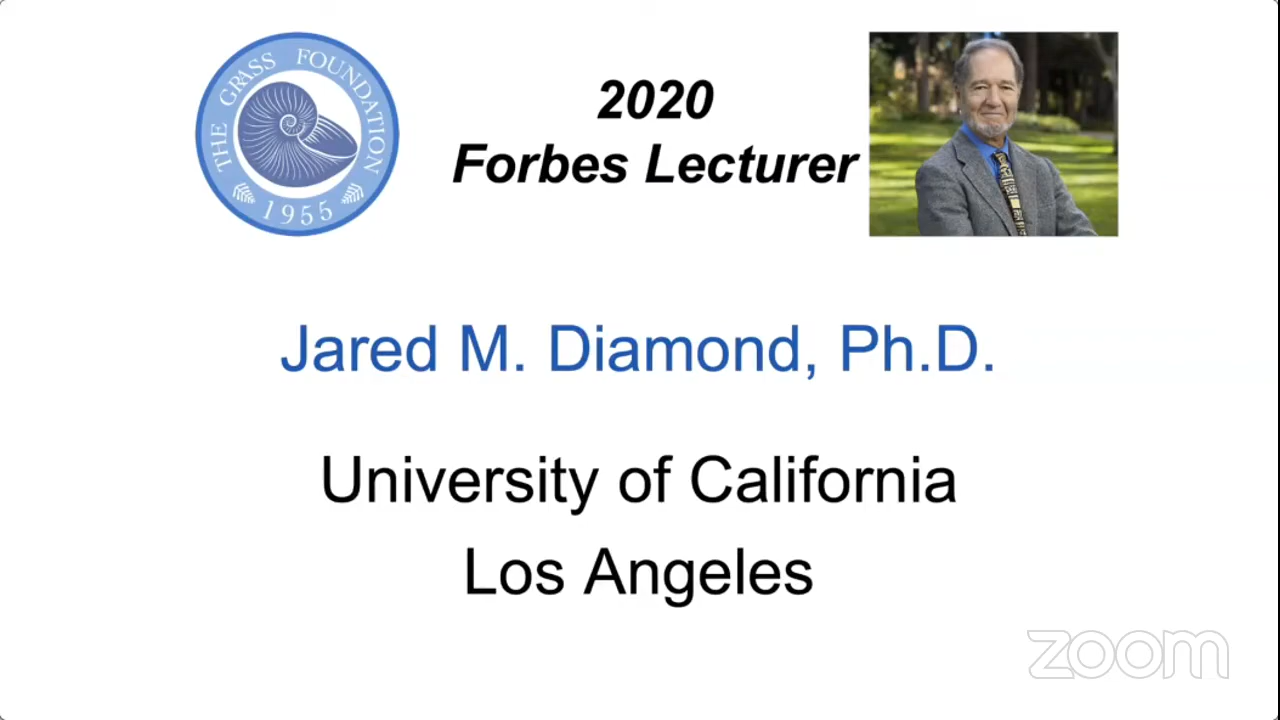 THE GRASS FOUNDATION
1955
2020
Forbes Lecturer
Jared M. Diamond, Ph.D.
University of California
Los Angeles
zoom